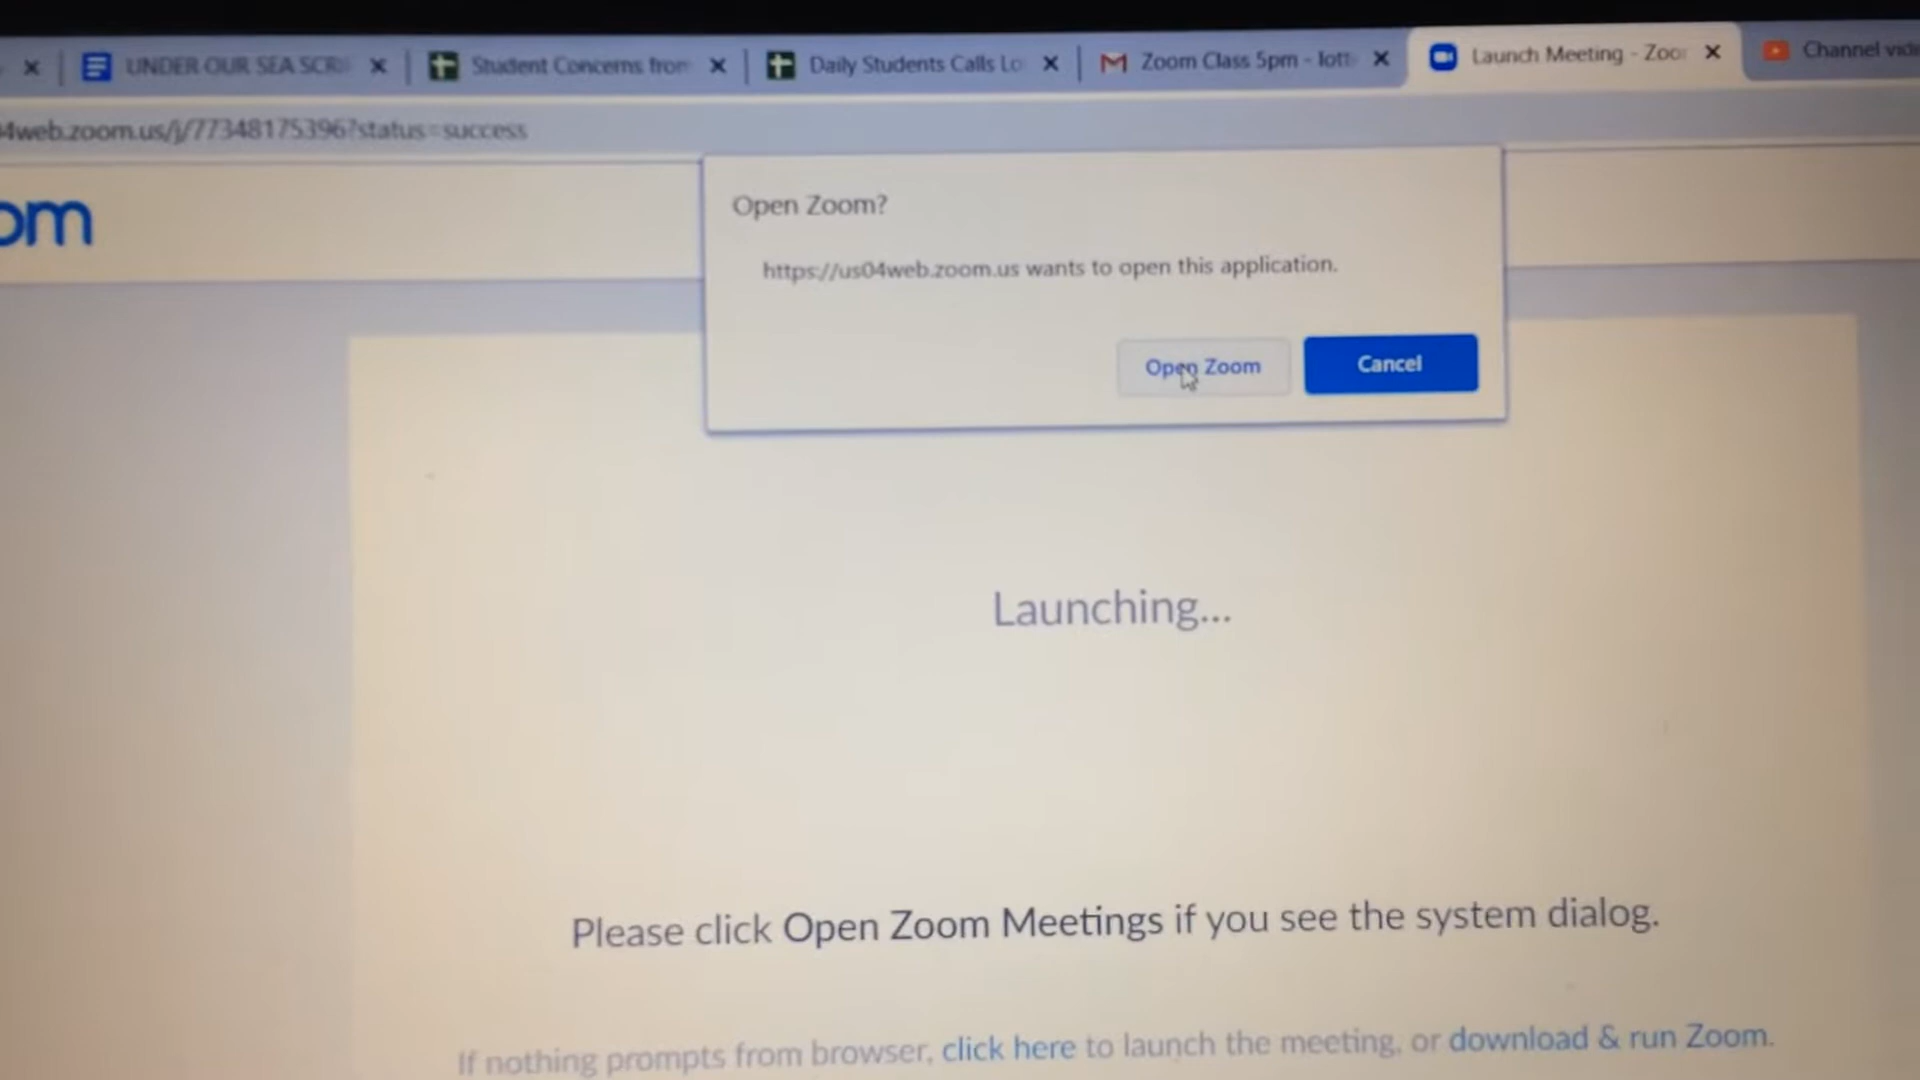 UNDER OUR SEA SCRI
Student Concerns from
Daily Students Calls Lo
Zoom Class 5pm - lott
Launch Meeting - Zoor
Channel vide
4web.zoom.us/j/77348175396?status=success
om
Open Zoom?
https://us04web.zoom.us wants to open this application.
Open Zoom
Cancel
Launching...
Please click Open Zoom Meetings if you see the system dialog.
If nothing prompts from browser, click here to launch the meeting, or download & run Zoom.